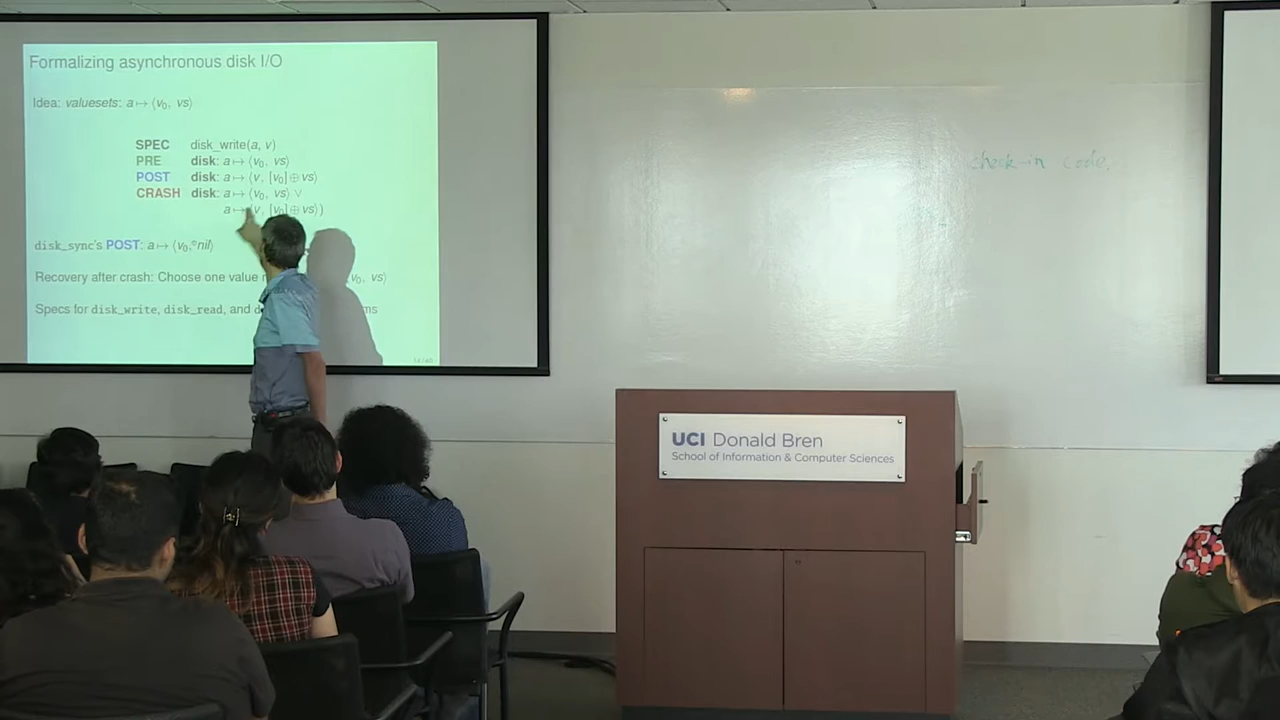 Formalizing asynchronous disk I/O
Idea: valuesets: a ↦ ⟨v₀, vs⟩
SPEC disk_write(a, v)
PRE disk: a ↦ ⟨v₀, vs⟩
POST disk: a ↦ ⟨v, [v₀] ⊕ vs⟩
CRASH disk: a ↦ ⟨v₀, vs⟩ ∨
a ↦ ⟨v, [v₀] ⊕ vs⟩)
disk_sync's POST: a ↦ ⟨v₀, nil⟩
Recovery after crash: Choose one value v₀, vs⟩
Specs for disk_write, disk_read, and
check-in code.
UCI Donald Bren
School of Information & Computer Sciences